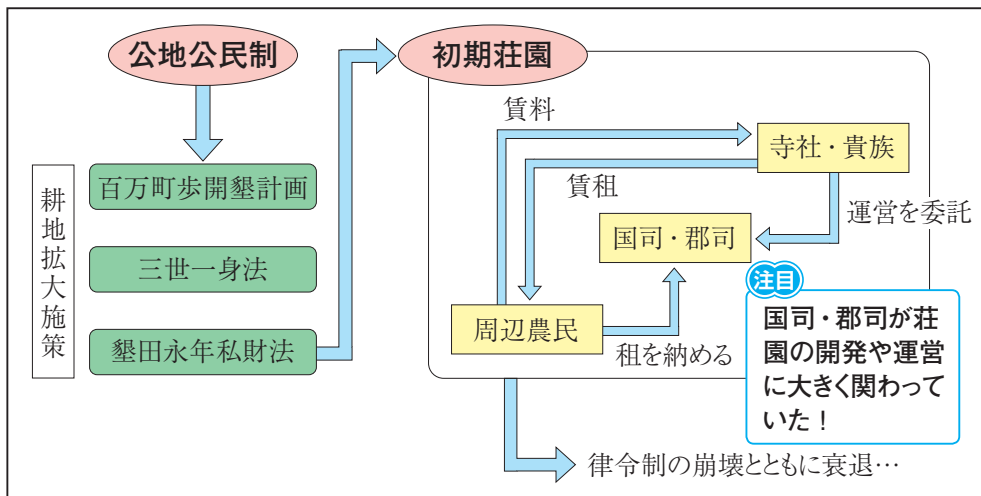 公地公民制
耕地拡大施策
百万町歩開墾計画
三世一身法
墾田永年私財法
初期荘園
賃料
寺社・貴族
賃租
運営を委託
国司・郡司
周辺農民
租を納める
注目
国司・郡司が荘
園の開発や運営
に大きく関わって
いた！
律令制の崩壊とともに衰退…